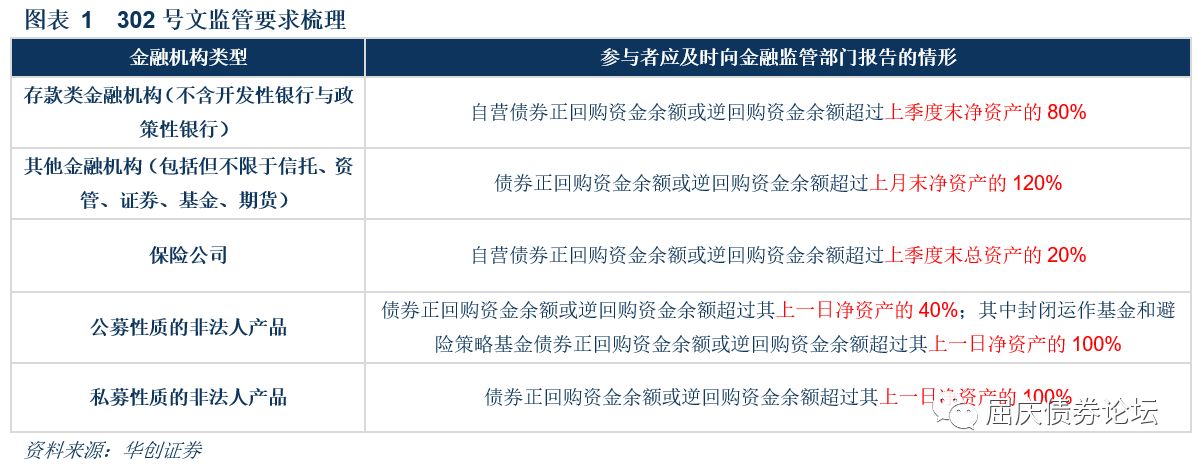 图表 1 302 号文监管要求梳理
金融机构类型
参与者应及时向金融监管部门报告的情形
存款类金融机构（不含开发性银行与政
策性银行）
自营债券正回购资金余额或逆回购资金余额超过上季度末净资产的 80%
其他金融机构（包括但不限于信托、资
管、证券、基金、期货）
债券正回购资金余额或逆回购资金余额超过上月末净资产的 120%
保险公司
自营债券正回购资金余额或逆回购资金余额超过上季度末总资产的 20%
公募性质的非法人产品
债券正回购资金余额或逆回购资金余额超过其上一日净资产的 40%；其中封闭运作基金和避
险策略基金债券正回购资金余额或逆回购资金余额超过其上一日净资产的 100%
私募性质的非法人产品
债券正回购资金余额或逆回购资金余额超过其上一日净资产的 100%
屈庆债券论坛
资料来源：华创证券